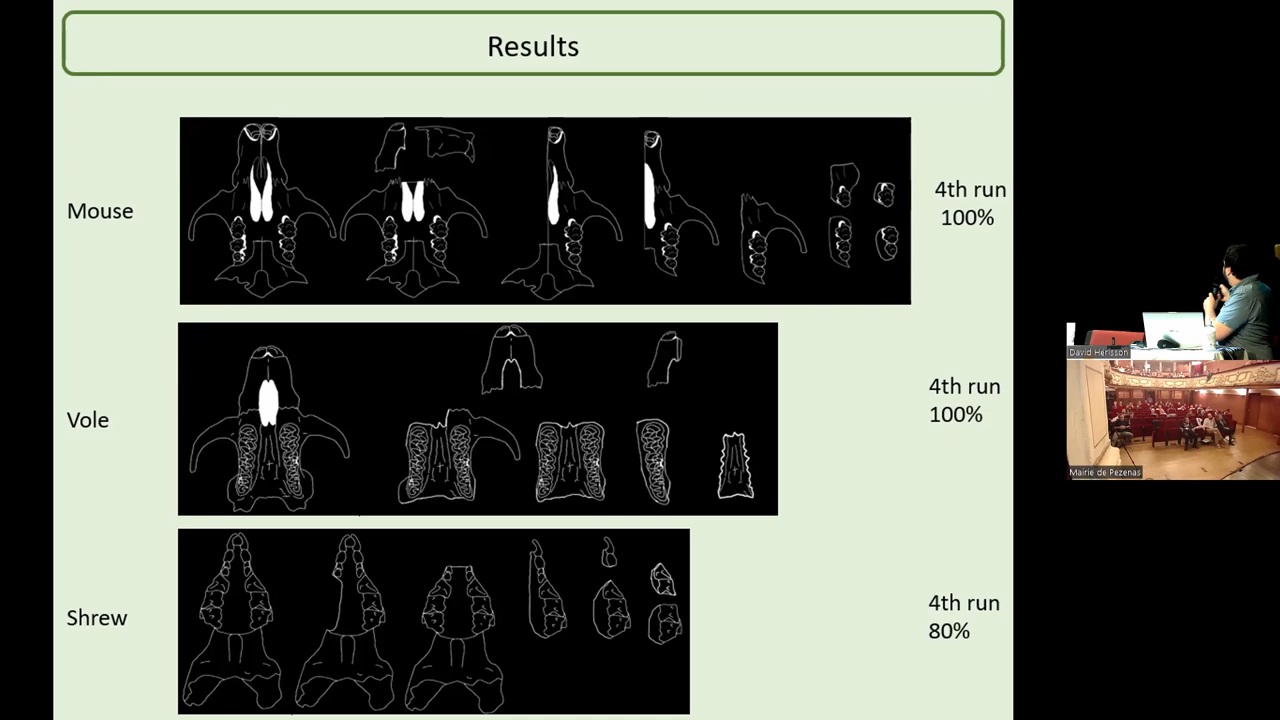 Results
Mouse
4th run
100%
Vole
4th run
100%
Shrew
4th run
80%
David Herisson
Mairie de Pezenas